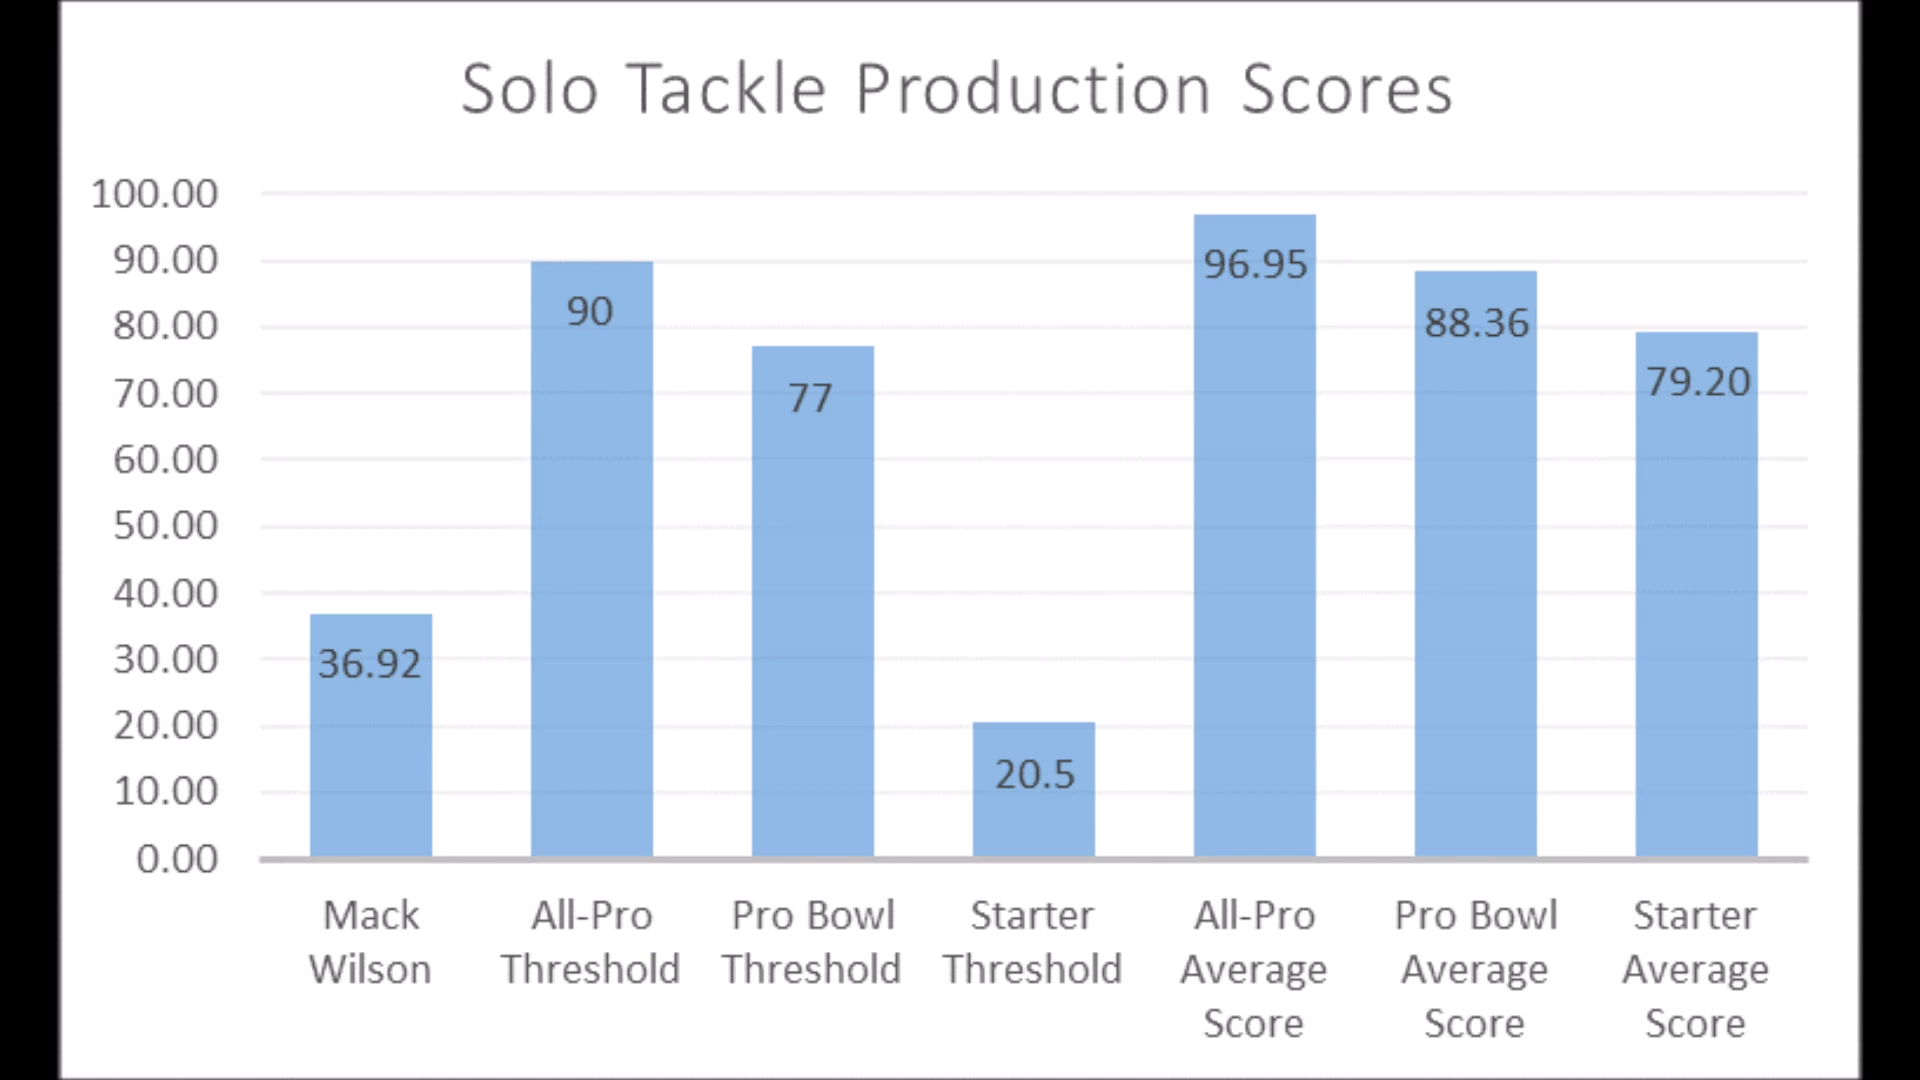 Solo Tackle Production Scores
100.00
90.00
80.00
70.00
60.00
50.00
40.00
30.00
20.00
10.00
0.00
36.92
90
77
20.5
96.95
88.36
79.20
Mack
Wilson
All-Pro
Threshold
Pro Bowl
Threshold
Starter
Threshold
All-Pro
Average
Score
Pro Bowl
Average
Score
Starter
Average
Score